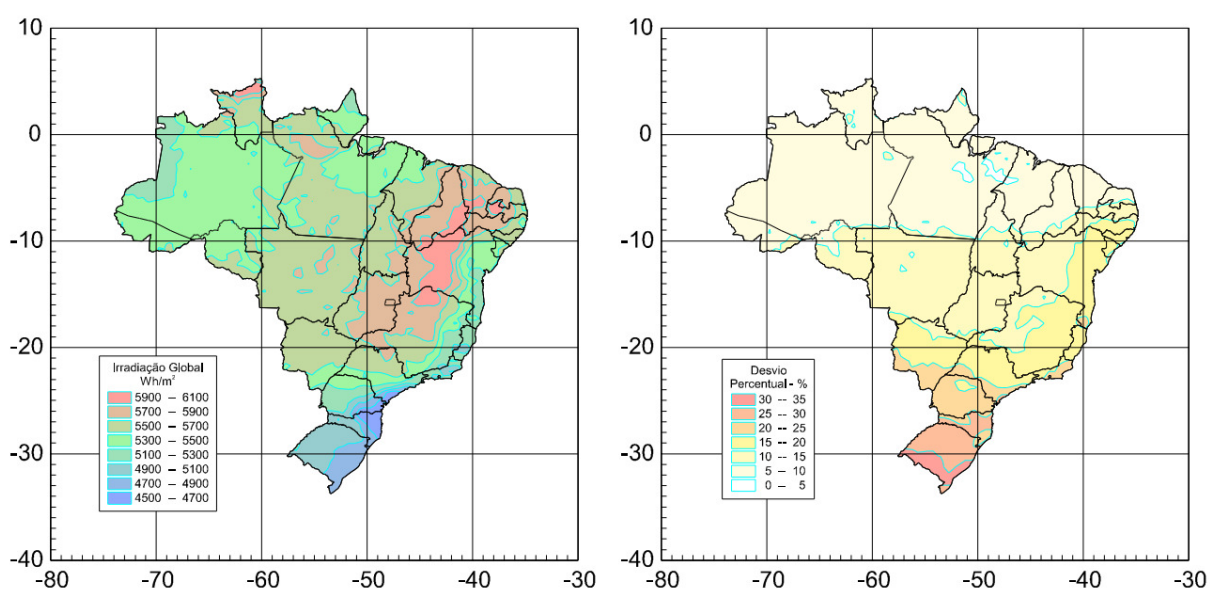 10
0
-10
-20
-30
-40
-80
-70
-60
-50
-40
-30
Irradiação Global
Wh/m²
5900 – 6100
5700 – 5900
5500 – 5700
5300 – 5500
5100 – 5300
4900 – 5100
4700 – 4900
4500 – 4700
10
0
-10
-20
-30
-40
-80
-70
-60
-50
-40
-30
Desvio
Percentual - %
30 -- 35
25 -- 30
20 -- 25
15 -- 20
10 -- 15
5 -- 10
0 -- 5